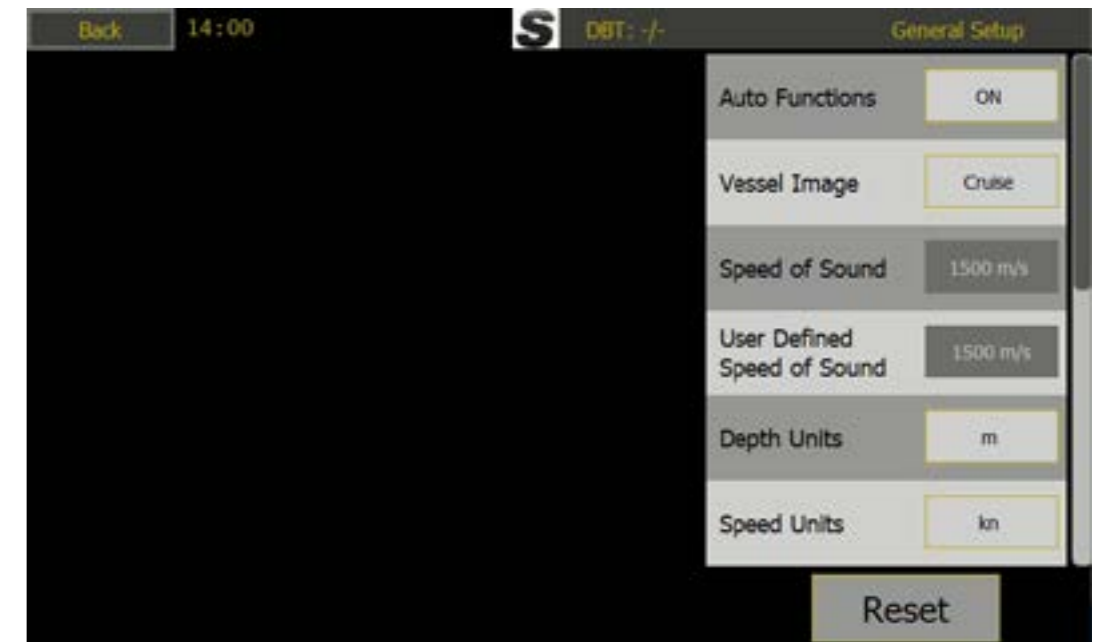 Back 14:00 S DBT: -/- General Setup
Auto Functions ON
Vessel Image Cruise
Speed of Sound 1500 m/s
User Defined
Speed of Sound 1500 m/s
Depth Units m
Speed Units kn
Reset